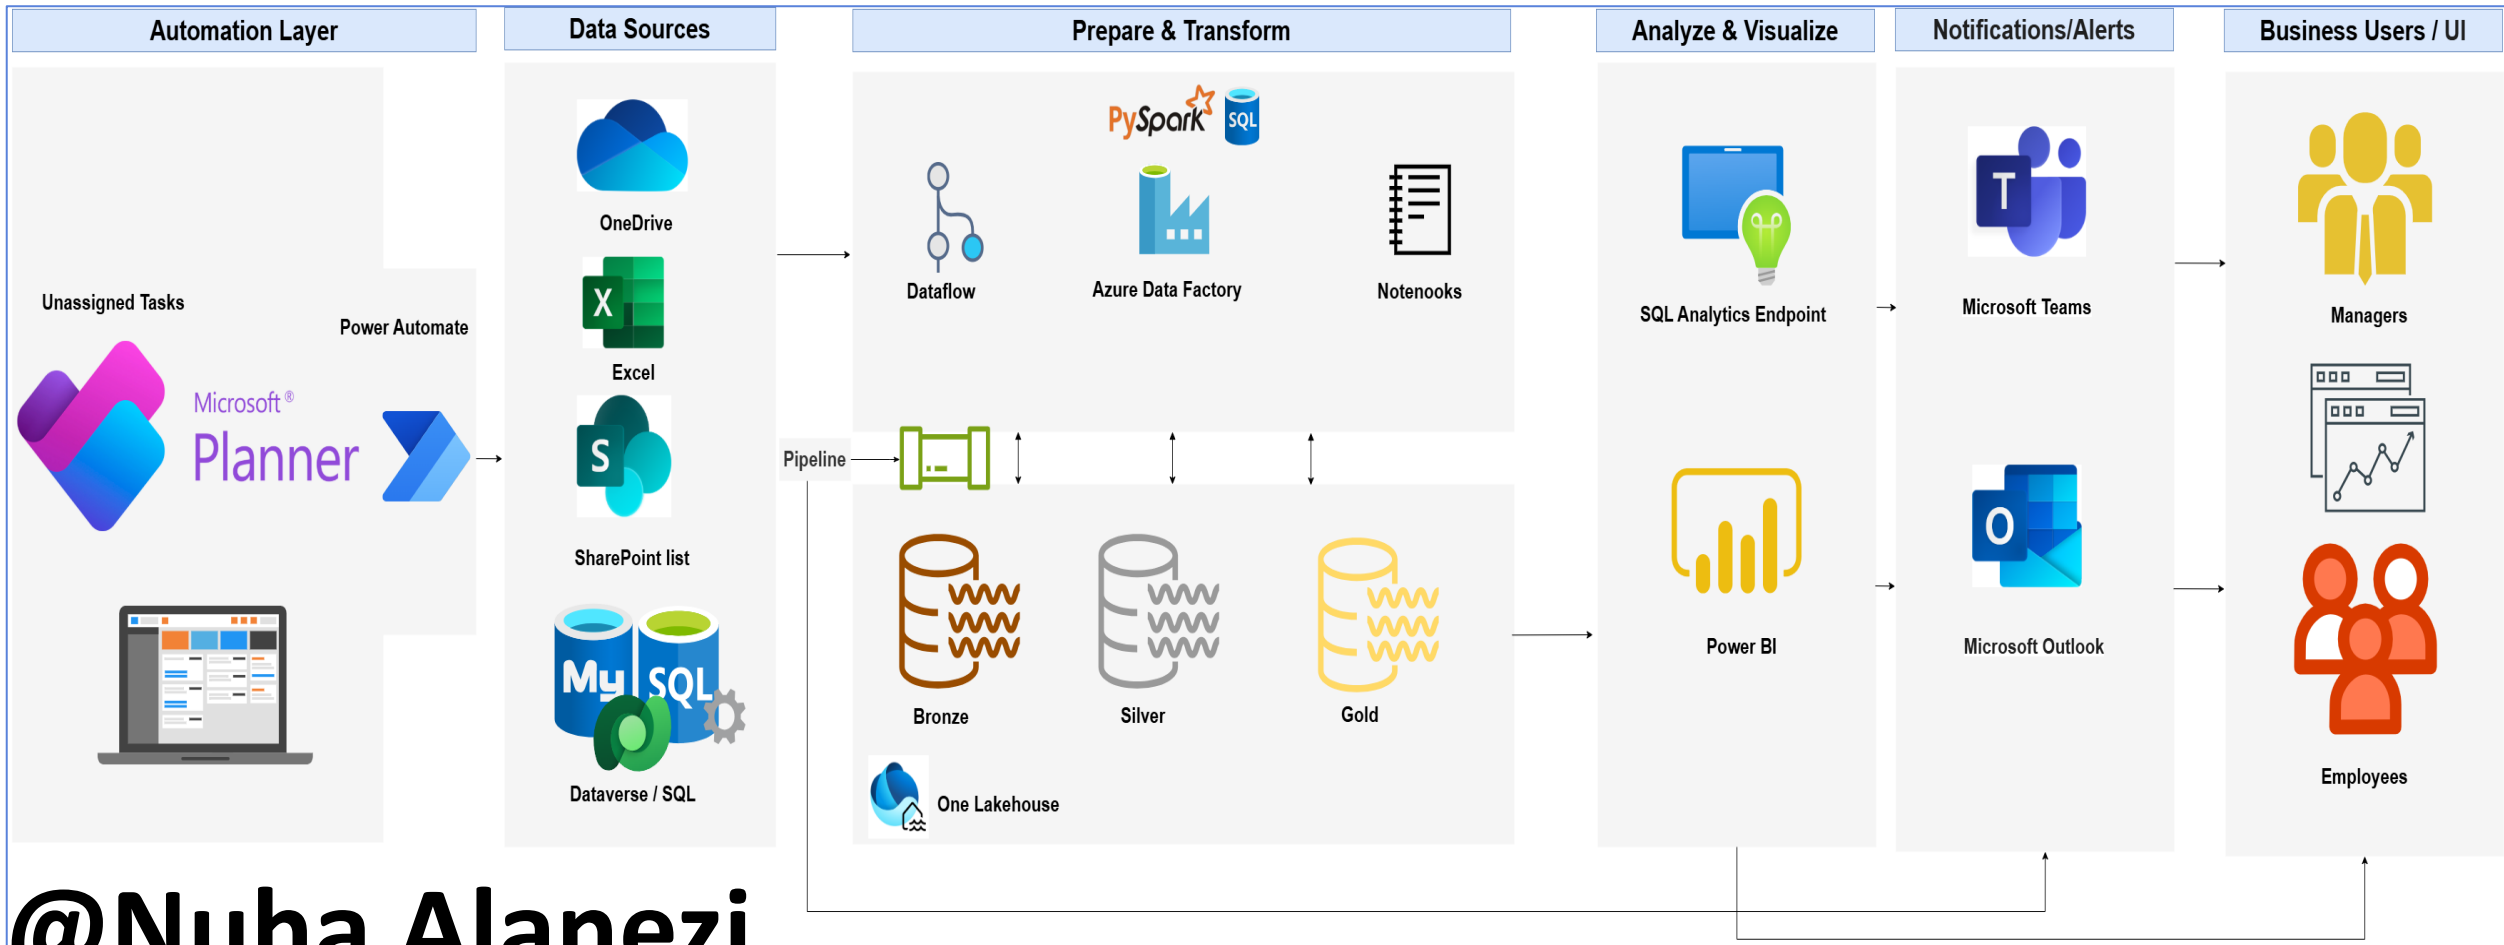 Automation Layer
Data Sources
Prepare & Transform
Analyze & Visualize
Notifications/Alerts
Business Users / UI
Unassigned Tasks
Power Automate
Microsoft ®
Planner
OneDrive
X
Excel
S
SharePoint list
My
SQL
Dataverse / SQL
PySpark
SQL
Dataflow
Azure Data Factory
Notenooks
Pipeline
Bronze
Silver
Gold
One Lakehouse
SQL Analytics Endpoint
Power BI
T
Microsoft Teams
O
Microsoft Outlook
Managers
Employees
@Nuha Alanezi